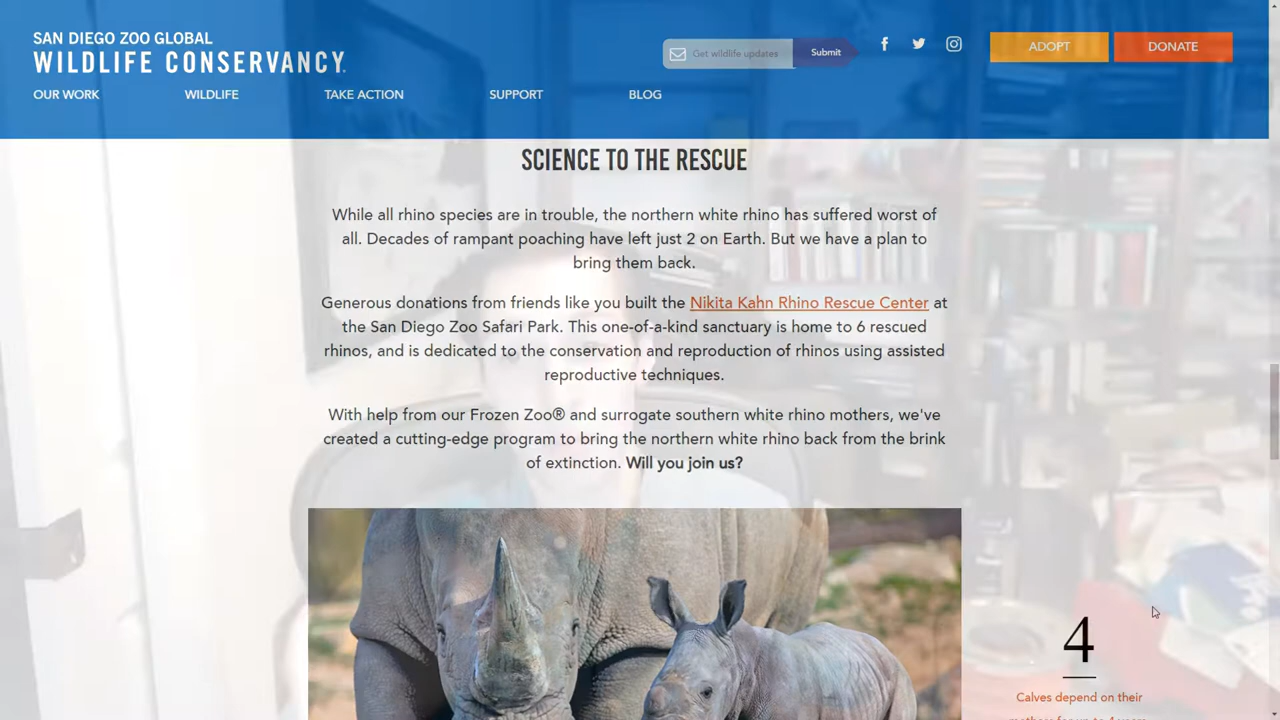 SAN DIEGO ZOO GLOBAL
WILDLIFE CONSERVANCY.
Get wildlife updates
Submit
ADOPT
DONATE
OUR WORK
WILDLIFE
TAKE ACTION
SUPPORT
BLOG
SCIENCE TO THE RESCUE
While all rhino species are in trouble, the northern white rhino has suffered worst of
all. Decades of rampant poaching have left just 2 on Earth. But we have a plan to
bring them back.
Generous donations from friends like you built the Nikita Kahn Rhino Rescue Center at
the San Diego Zoo Safari Park. This one-of-a-kind sanctuary is home to 6 rescued
rhinos, and is dedicated to the conservation and reproduction of rhinos using assisted
reproductive techniques.
With help from our Frozen Zoo® and surrogate southern white rhino mothers, we've
created a cutting-edge program to bring the northern white rhino back from the brink
of extinction. Will you join us?
4
Calves depend on their